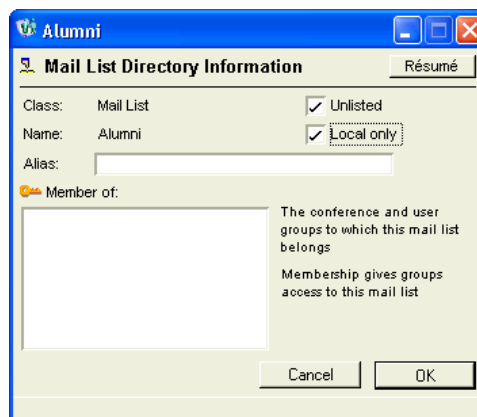 Alumni
Mail List Directory Information
Résumé
Class:
Mail List
Unlisted
Name:
Alumni
Local only
Alias:
Member of:
The conference and user
groups to which this mail list
belongs
Membership gives groups
access to this mail list
Cancel
OK